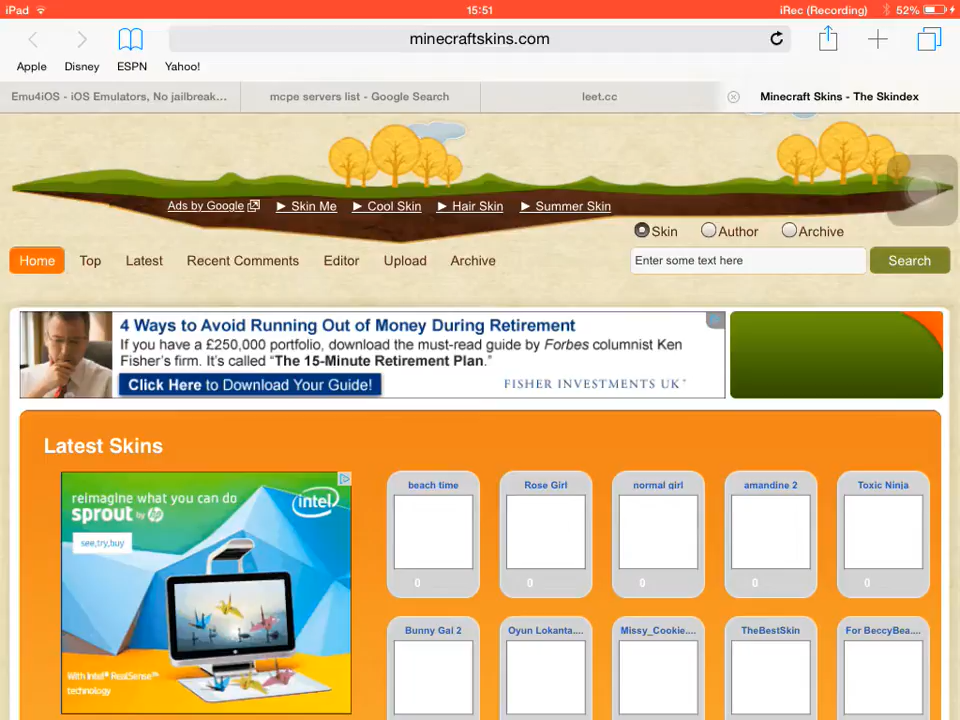 iPad 15:51 iRec (Recording) 52%
minecraftskins.com
Apple Disney ESPN Yahoo!
Emu4iOS - iOS Emulators, No jailbreak... mcpe servers list - Google Search leet.cc Minecraft Skins - The Skindex
Ads by Google ▶ Skin Me ▶ Cool Skin ▶ Hair Skin ▶ Summer Skin
Skin Author Archive
Home Top Latest Recent Comments Editor Upload Archive Enter some text here Search
4 Ways to Avoid Running Out of Money During Retirement
If you have a £250,000 portfolio, download the must-read guide by Forbes columnist Ken
Fisher's firm. It's called "The 15-Minute Retirement Plan."
Click Here to Download Your Guide! FISHER INVESTMENTS UK™
Latest Skins
reimagine what you can do
sprout by hp
intel
see,try,buy
With Intel® RealSense™
technology
beach time Rose Girl normal girl amandine 2 Toxic Ninja
0 0 0 0 0
Bunny Gal 2 Oyun Lokanta.... Missy_Cookie.... TheBestSkin For BeccyBea....